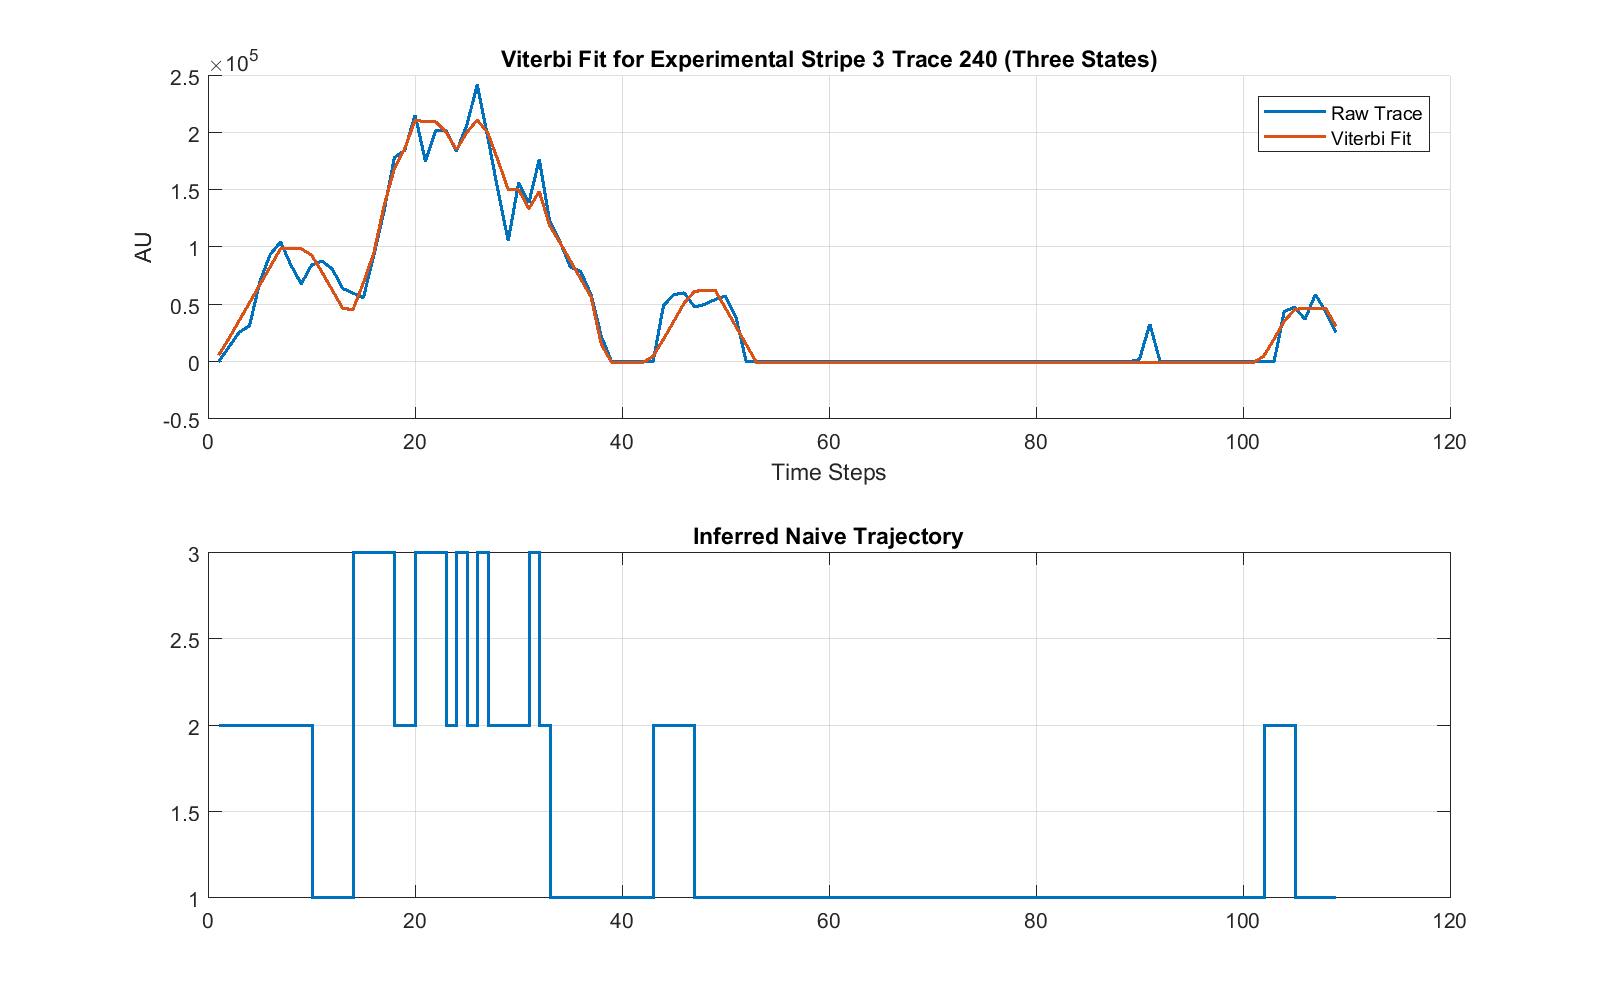 Viterbi Fit for Experimental Stripe 3 Trace 240 (Three States)
×10^5
2.5
2
1.5
1
0.5
0
-0.5
AU
Raw Trace
Viterbi Fit
0 20 40 60 80 100 120
Time Steps
Inferred Naive Trajectory
3
2.5
2
1.5
1
0 20 40 60 80 100 120